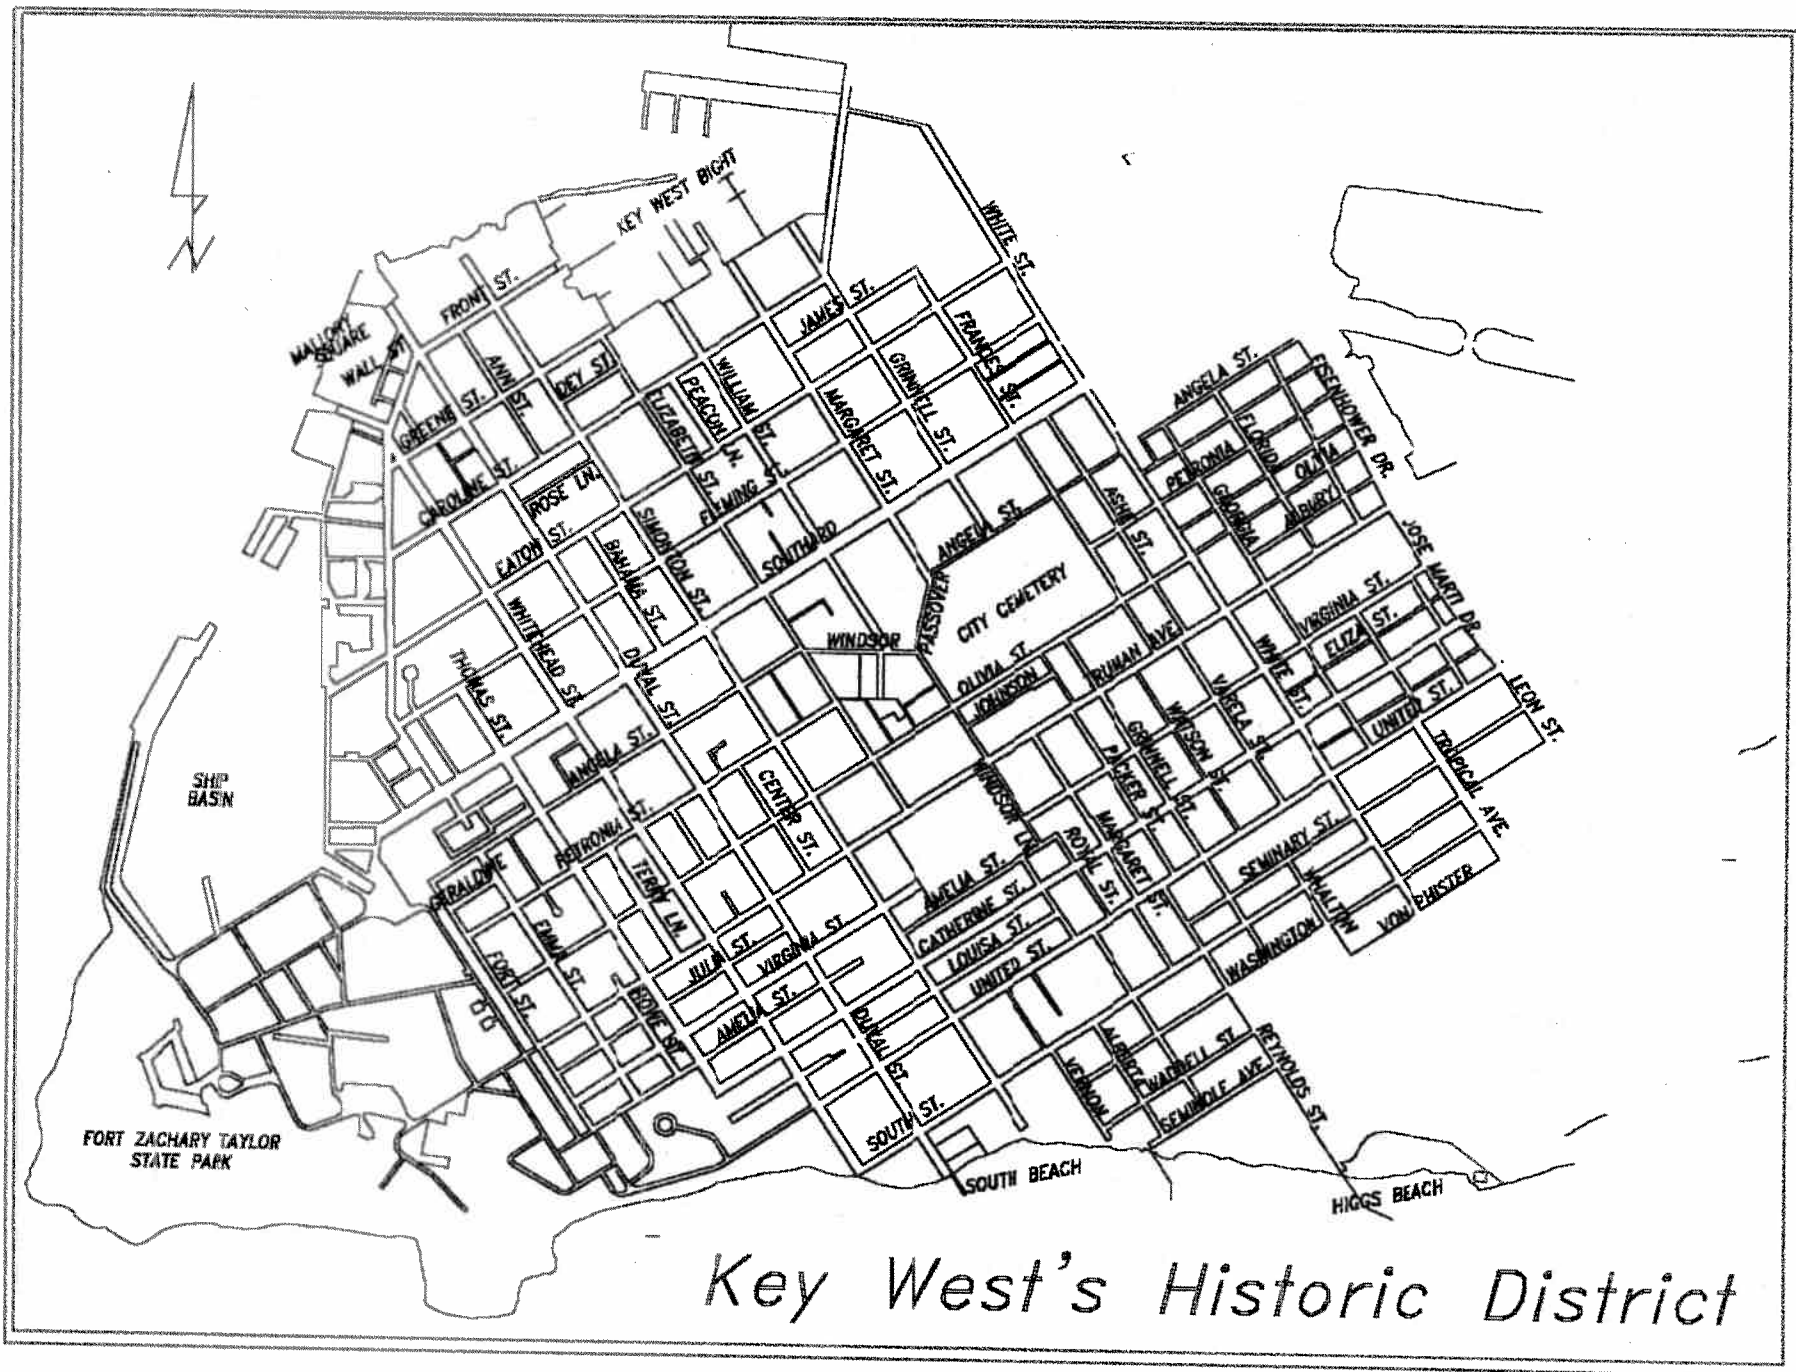 N
KEY WEST BIGHT
WHITE ST.
FRONT ST.
MALLORY
SQUARE
WALL ST
JAMES ST.
FRANCES ST.
ANN ST.
DEY ST.
GREENE ST.
WILLIAM ST.
PEACON LN.
ELIZABETH ST.
MARGARET ST.
GRINNELL ST.
ANGELA ST.
EISENHOWER DR.
FLORIDA
PETRONIA
OLIVIA
GEORGIA
ALBURY
CAROLINE ST.
ROSE LN.
FLEMING ST.
SIMONTON ST.
EATON ST.
BAHAMA ST.
SOUTHARD
ANGELA ST.
ASHE ST.
JOSE MARTI DR.
PASSOVER
CITY CEMETERY
WINDSOR
WHITEHEAD ST.
DUVAL ST.
THOMAS ST.
OLIVIA ST.
JOHNSON
TRUMAN AVE.
VIRGINIA ST.
ELIZA ST.
WHITE ST.
VARELA ST.
WATSON ST.
GRINNELL ST.
PACKER ST.
UNITED ST.
LEON ST.
TROPICAL AVE.
ANGELA ST.
CENTER ST.
WINDSOR LN.
SHIP
BASIN
PETRONIA ST.
GERALDINE
TERRY LN.
AMELIA ST.
ROYAL ST.
MARGARET ST.
SEMINARY ST.
WHALTON
VON PHISTER
CATHERINE ST.
LOUISA ST.
UNITED ST.
WASHINGTON
EMMA ST.
FORT ST.
JULIA ST.
VIRGINIA ST
AMELIA ST.
HOWE ST.
DUVAL ST.
ALBERTA
WADDELL ST.
VERNON
SEMINOLE AVE.
REYNOLDS ST.
SOUTH ST.
FORT ZACHARY TAYLOR
STATE PARK
SOUTH BEACH
HIGGS BEACH
Key West's Historic District